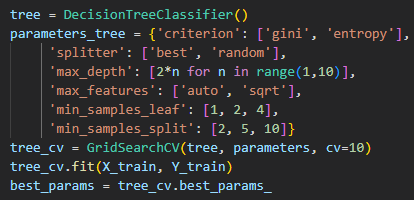 tree = DecisionTreeClassifier()
parameters_tree = {'criterion': ['gini', 'entropy'],
'splitter': ['best', 'random'],
'max_depth': [2*n for n in range(1,10)],
'max_features': ['auto', 'sqrt'],
'min_samples_leaf': [1, 2, 4],
'min_samples_split': [2, 5, 10]}
tree_cv = GridSearchCV(tree, parameters, cv=10)
tree_cv.fit(X_train, Y_train)
best_params = tree_cv.best_params_